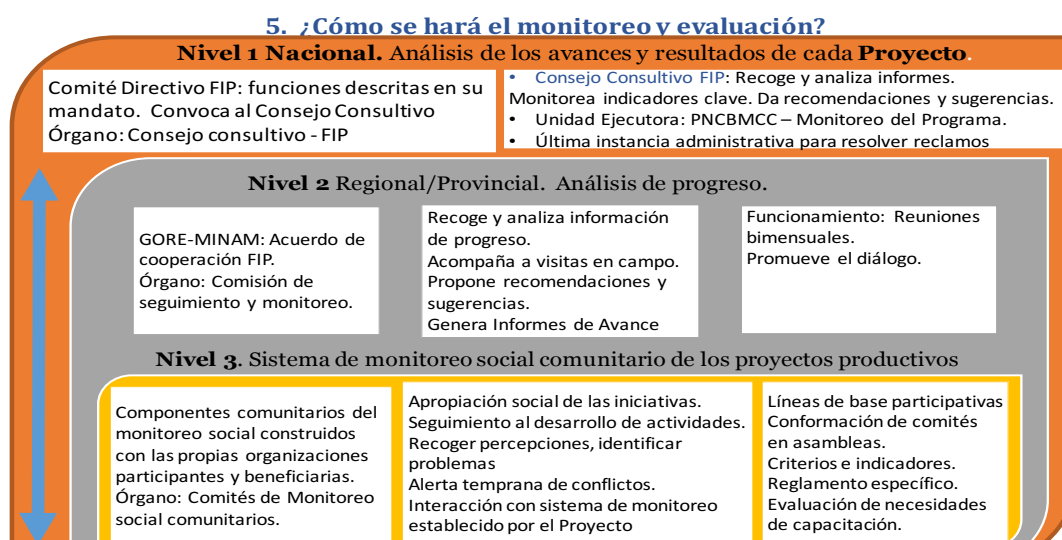 5. ¿Cómo se hará el monitoreo y evaluación?
Nivel 1 Nacional. Análisis de los avances y resultados de cada Proyecto.
Comité Directivo FIP: funciones descritas en su
mandato. Convoca al Consejo Consultivo
Órgano: Consejo consultivo - FIP
• Consejo Consultivo FIP: Recoge y analiza informes.
Monitorea indicadores clave. Da recomendaciones y sugerencias.
• Unidad Ejecutora: PNCBMCC – Monitoreo del Programa.
• Última instancia administrativa para resolver reclamos
Nivel 2 Regional/Provincial. Análisis de progreso.
GORE-MINAM: Acuerdo de
cooperación FIP.
Órgano: Comisión de
seguimiento y monitoreo.
Recoge y analiza información
de progreso.
Acompaña a visitas en campo.
Propone recomendaciones y
sugerencias.
Genera Informes de Avance
Funcionamiento: Reuniones
bimensuales.
Promueve el diálogo.
Nivel 3. Sistema de monitoreo social comunitario de los proyectos productivos
Componentes comunitarios del
monitoreo social construidos
con las propias organizaciones
participantes y beneficiarias.
Órgano: Comités de Monitoreo
social comunitarios.
Apropiación social de las iniciativas.
Seguimiento al desarrollo de actividades.
Recoger percepciones, identificar
problemas
Alerta temprana de conflictos.
Interacción con sistema de monitoreo
establecido por el Proyecto
Líneas de base participativas
Conformación de comités
en asambleas.
Criterios e indicadores.
Reglamento específico.
Evaluación de necesidades
de capacitación.